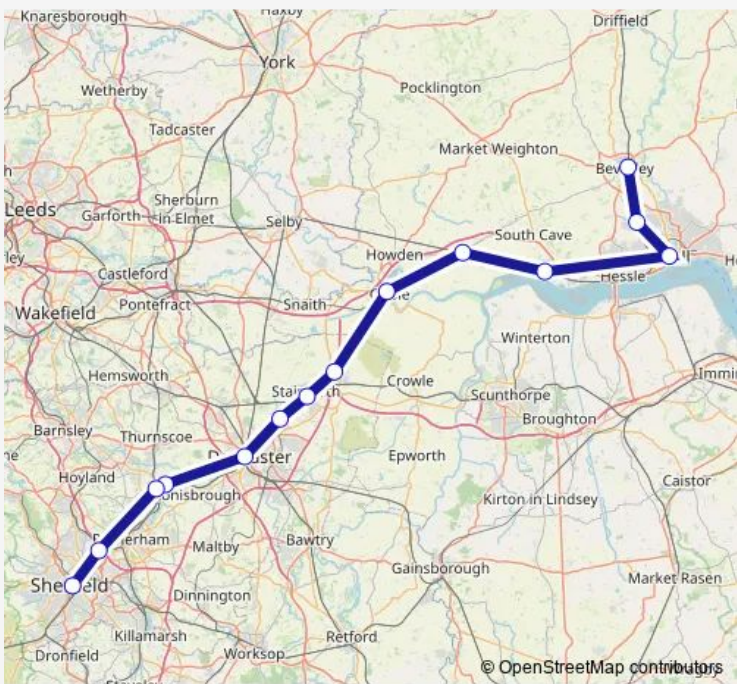 Knaresborough
Haxby
Driffield
York
Wetherby
Pocklington
Tadcaster
Market Weighton
Leeds
Sherburn
in Elmet
Garforth
Selby
South Cave
Howden
Hessle
Castleford
Pontefract
Snaith
Wakefield
Winterton
Hemsworth
Crowle
Scunthorpe
Broughton
Barnsley
Thurnscoe
Epworth
Hoyland
Caistor
Kirton in Lindsey
Maltby
Bawtry
Gainsborough
Market Rasen
Dinnington
Killamarsh
Retford
Dronfield
Worksop
© OpenStreetMap contributors